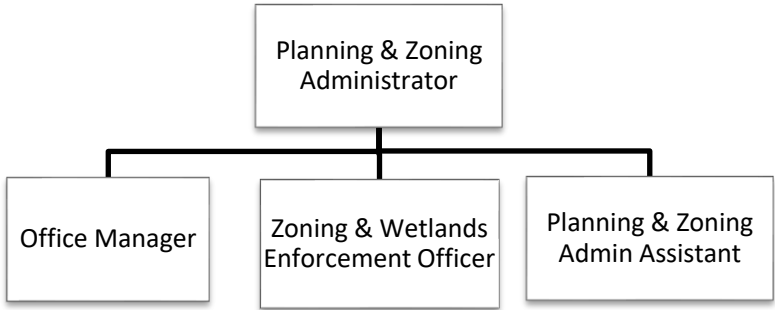 Planning & Zoning
Administrator
Office Manager
Zoning & Wetlands
Enforcement Officer
Planning & Zoning
Admin Assistant